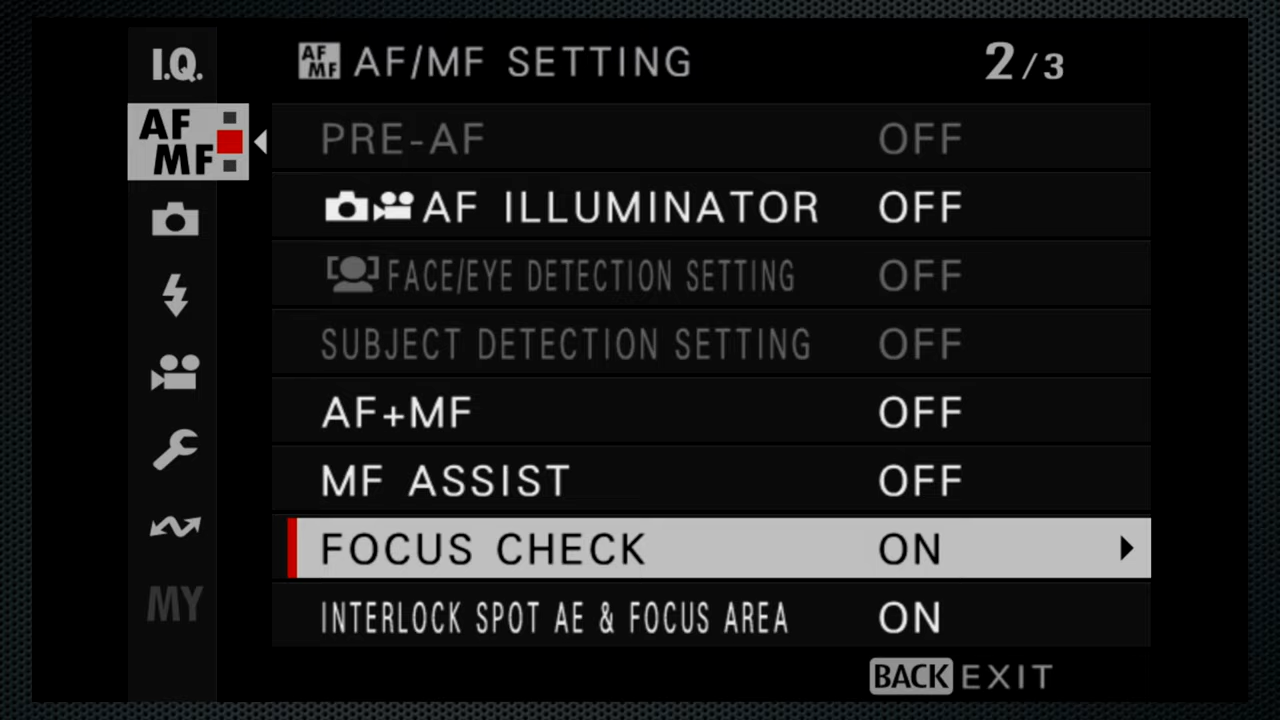 I.Q.
AF/MF SETTING 2/3
AF MF
PRE-AF OFF
AF ILLUMINATOR OFF
FACE/EYE DETECTION SETTING OFF
SUBJECT DETECTION SETTING OFF
AF+MF OFF
MF ASSIST OFF
FOCUS CHECK ON
MY
INTERLOCK SPOT AE & FOCUS AREA ON
BACK EXIT